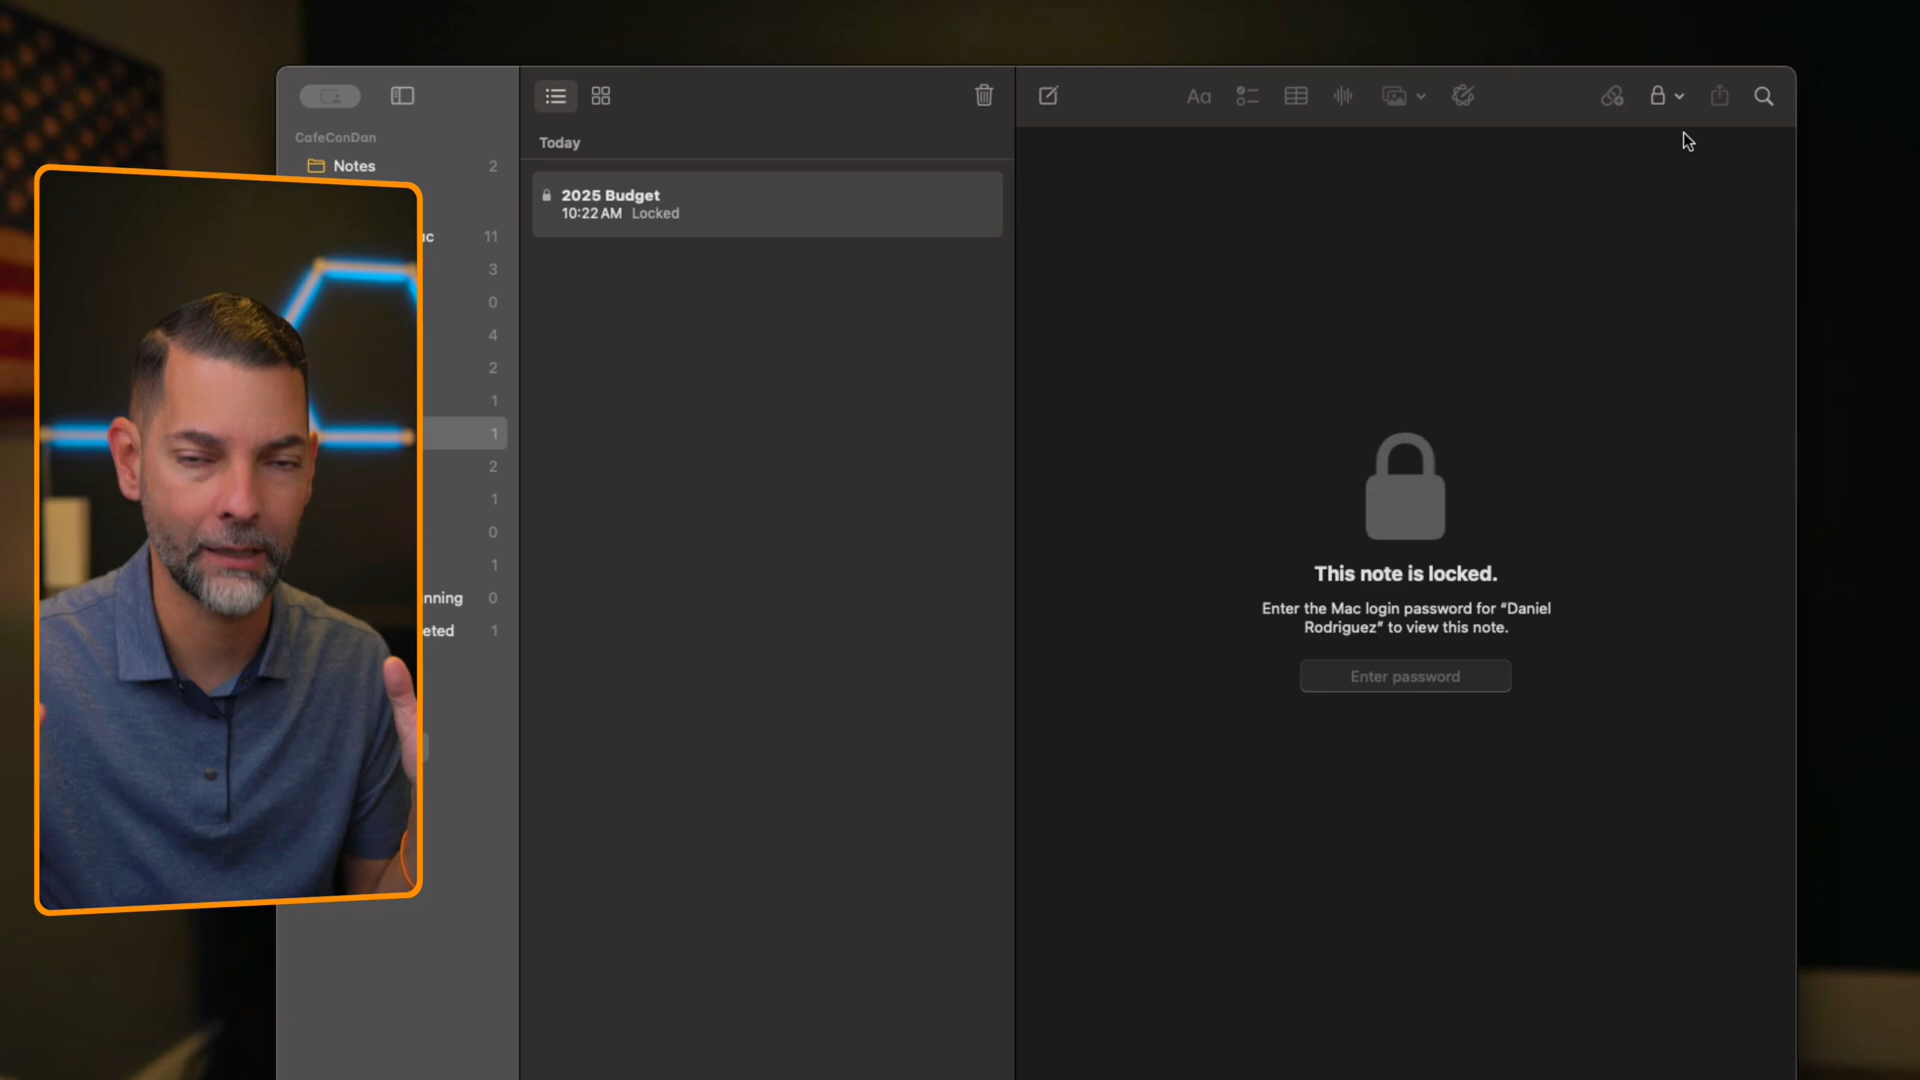 CafeConDan
Notes 2
11
3
0
4
2
1
1
2
1
0
1
nning 0
eted 1
Today
2025 Budget
10:22 AM Locked
Aa
This note is locked.
Enter the Mac login password for “Daniel
Rodriguez” to view this note.
Enter password